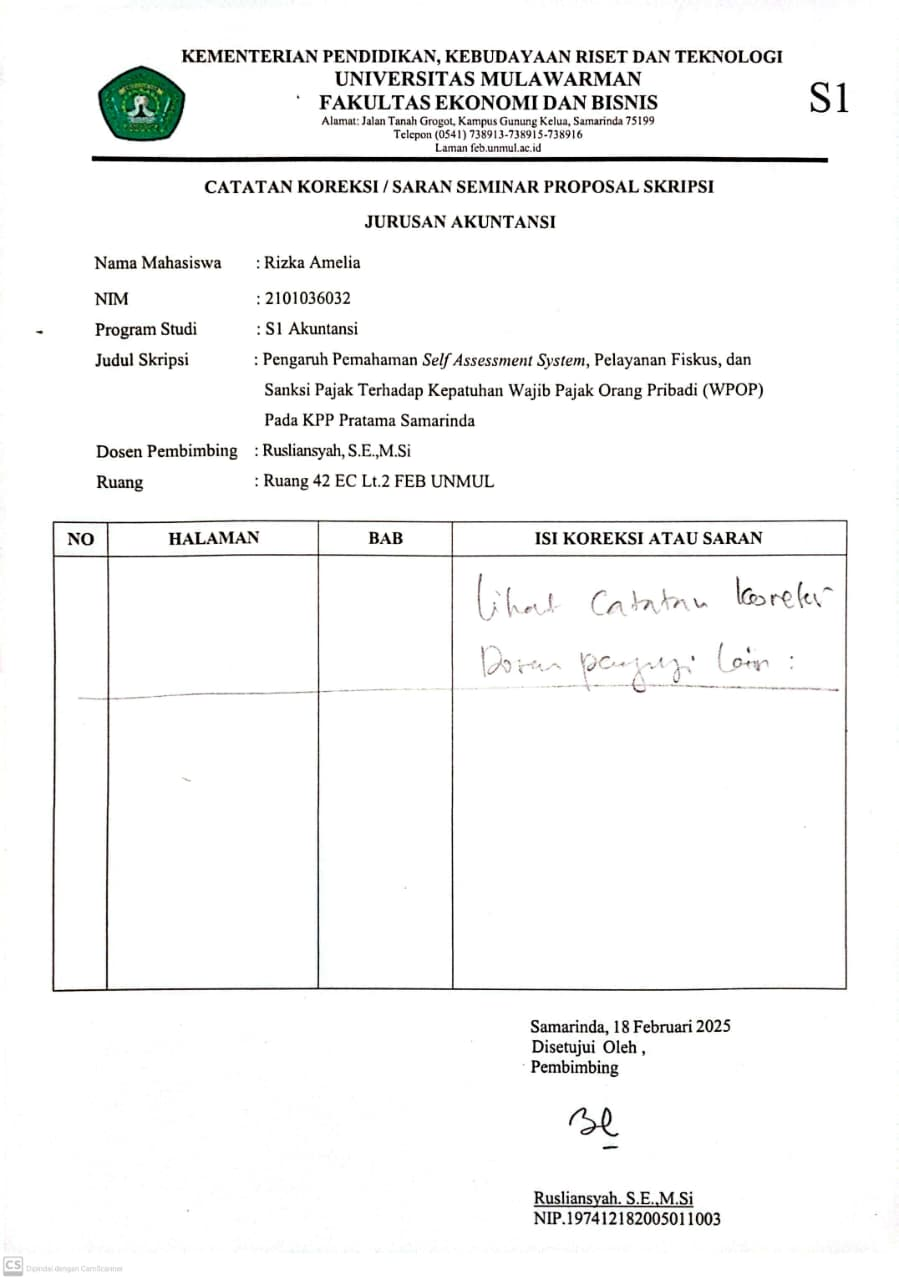 KEMENTERIAN PENDIDIKAN, KEBUDAYAAN RISET DAN TEKNOLOGI
UNIVERSITAS MULAWARMAN
FAKULTAS EKONOMI DAN BISNIS
Alamat: Jalan Tanah Grogot, Kampus Gunung Kelua, Samarinda 75199
Telepon (0541) 738913-738915-738916
Laman feb.unmul.ac.id
S1
CATATAN KOREKSI / SARAN SEMINAR PROPOSAL SKRIPSI
JURUSAN AKUNTANSI
Nama Mahasiswa : Rizka Amelia
NIM : 2101036032
Program Studi : S1 Akuntansi
Judul Skripsi : Pengaruh Pemahaman Self Assessment System, Pelayanan Fiskus, dan
Sanksi Pajak Terhadap Kepatuhan Wajib Pajak Orang Pribadi (WPOP)
Pada KPP Pratama Samarinda
Dosen Pembimbing : Rusliansyah, S.E.,M.Si
Ruang : Ruang 42 EC Lt.2 FEB UNMUL
NO HALAMAN BAB ISI KOREKSI ATAU SARAN
Lihat Catatan koreksi
Dosen penguji lain :
Samarinda, 18 Februari 2025
Disetujui Oleh ,
Pembimbing
Rusliansyah. S.E.,M.Si
NIP.197412182005011003
CS Dipindai dengan CamScanner